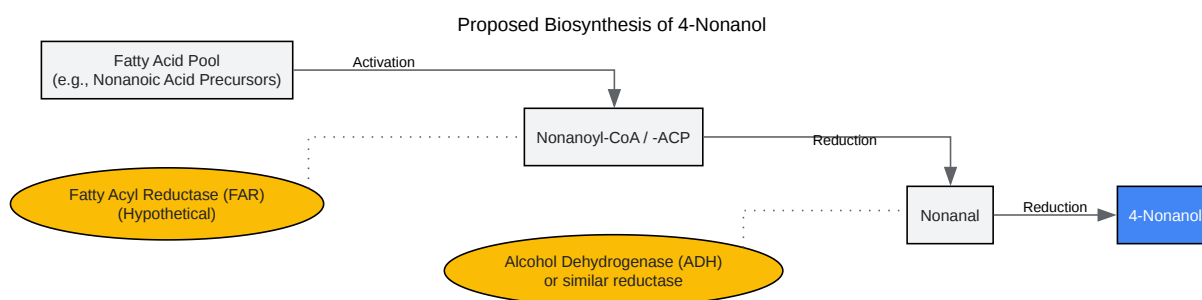 Proposed Biosynthesis of 4-Nonanol
Fatty Acid Pool
(e.g., Nonanoic Acid Precursors)
Activation
Nonanoyl-CoA / -ACP
Reduction
Fatty Acyl Reductase (FAR)
(Hypothetical)
Nonanal
Reduction
4-Nonanol
Alcohol Dehydrogenase (ADH)
or similar reductase